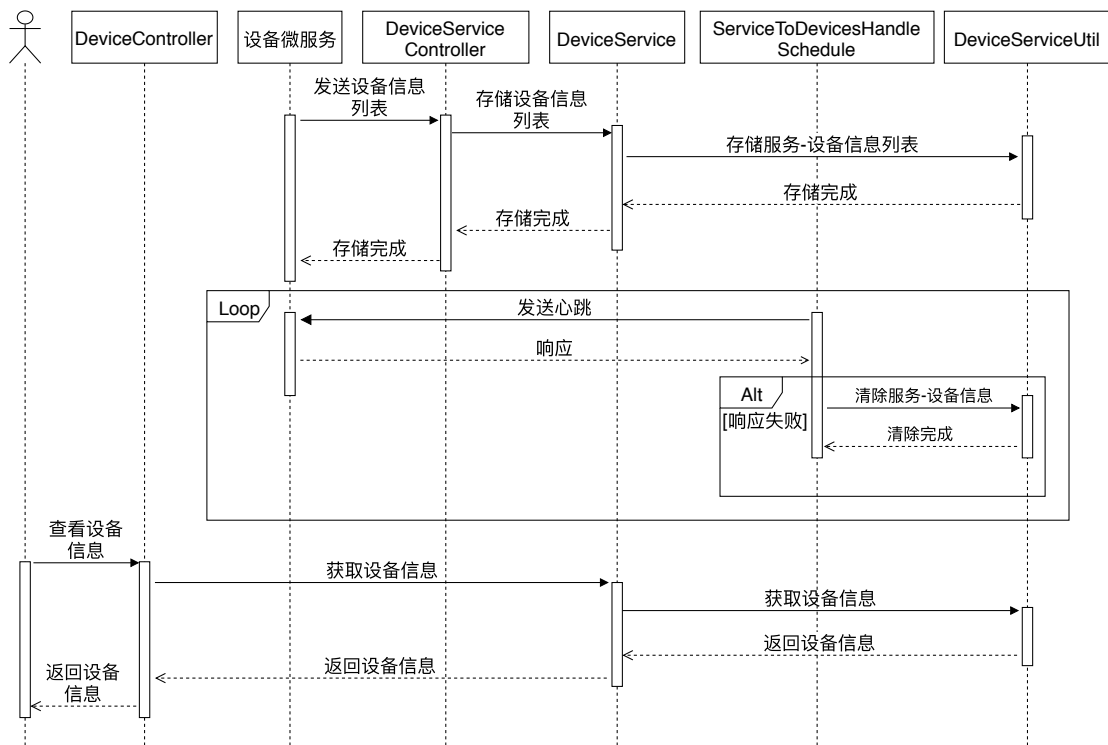 DeviceController
设备微服务
DeviceService
Controller
DeviceService
ServiceToDevicesHandle
Schedule
DeviceServiceUtil
发送设备信息
列表
存储设备信息
列表
存储服务-设备信息列表
存储完成
存储完成
存储完成
Loop
发送心跳
响应
Alt
[响应失败]
清除服务-设备信息
清除完成
查看设备
信息
获取设备信息
获取设备信息
返回设备信息
返回设备信息
返回设备
信息